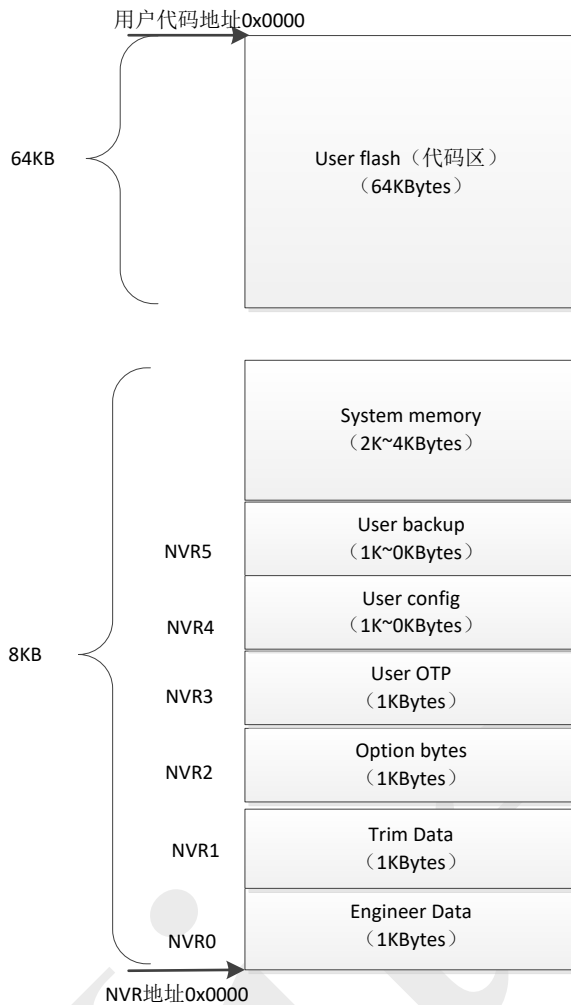 用户代码地址0x0000
64KB
User flash（代码区）
（64KBytes）
System memory
（2K~4KBytes）
User backup
（1K~0KBytes）
NVR5
User config
（1K~0KBytes）
NVR4
8KB
User OTP
（1KBytes）
NVR3
Option bytes
（1KBytes）
NVR2
Trim Data
（1KBytes）
NVR1
Engineer Data
（1KBytes）
NVR0
NVR地址0x0000